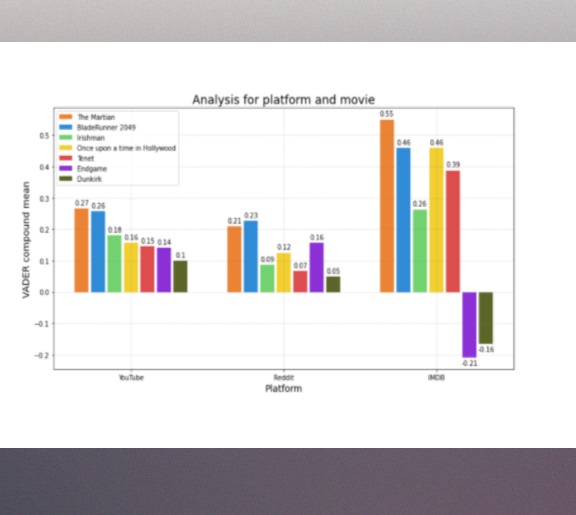 Analysis for platform and movie
The Martian
BladeRunner 2049
Irishman
Once upon a time in Hollywood
Tenet
Endgame
Dunkirk
VADER compound mean
0.5
0.4
0.3
0.2
0.1
0.0
−0.1
−0.2
0.27
0.26
0.18
0.16
0.15
0.14
0.1
0.21
0.23
0.09
0.12
0.07
0.16
0.05
0.55
0.46
0.26
0.46
0.39
-0.21
-0.16
YouTube
Reddit
IMDB
Platform